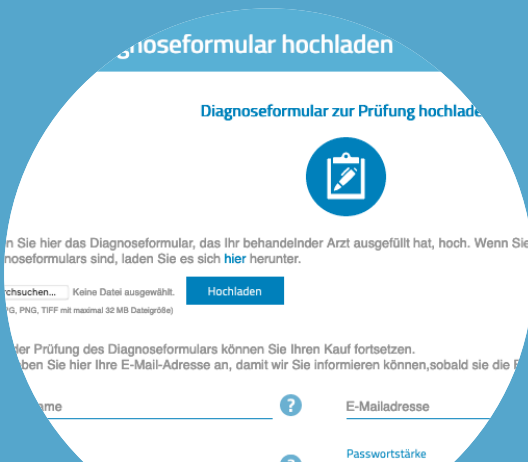 gnoseformular hochladen
Diagnoseformular zur Prüfung hochlade
n Sie hier das Diagnoseformular, das Ihr behandelnder Arzt ausgefüllt hat, hoch. Wenn Sie
noseformulars sind, laden Sie es sich hier herunter.
rchsuchen... Keine Datei ausgewählt. Hochladen
PG, PNG, TIFF mit maximal 32 MB Dateigröße)
der Prüfung des Diagnoseformulars können Sie Ihren Kauf fortsetzen.
ben Sie hier Ihre E-Mail-Adresse an, damit wir Sie informieren können,sobald sie die
me ? E-Mailadresse
? Passwortstärke